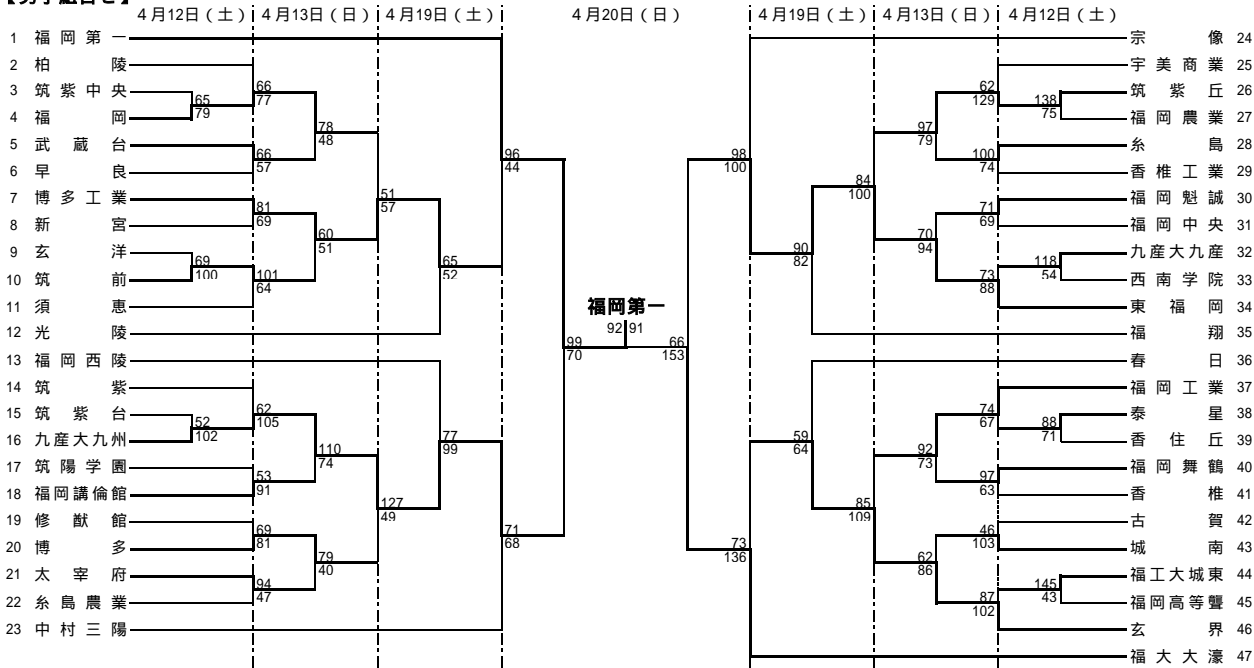 【男子組合せ】
4月12日(土) 4月13日(日) 4月19日(土) 4月20日(日) 4月19日(土) 4月13日(日) 4月12日(土)
1 福岡第一
2 柏陵
3 筑紫中央
4 福岡
5 武蔵台
6 早良
7 博多工業
8 新宮
9 玄洋
10 筑前
11 須恵
12 光陵
13 福岡西陵
14 筑紫
15 筑紫台
16 九産大九州
17 筑陽学園
18 福岡講倫館
19 修猷館
20 博多
21 太宰府
22 糸島農業
23 中村三陽
65
79
69
100
52
102
66
77
66
57
81
69
101
64
62
105
53
91
69
81
94
47
78
48
60
51
110
74
79
40
51
57
127
49
65
52
77
99
96
44
71
68
99
70
福岡第一
92 91
66
153
98
100
73
136
90
82
59
64
84
100
85
109
97
79
70
94
92
73
62
86
62
129
100
74
71
69
73
88
74
67
97
63
46
103
87
102
138
75
118
54
88
71
145
43
宗像 24
宇美商業 25
筑紫丘 26
福岡農業 27
糸島 28
香椎工業 29
福岡魁誠 30
福岡中央 31
九産大九産 32
西南学院 33
東福岡 34
福翔 35
春日 36
福岡工業 37
泰星 38
香住丘 39
福岡舞鶴 40
香椎 41
古賀 42
城南 43
福工大城東 44
福岡高等聾 45
玄界 46
福大大濠 47